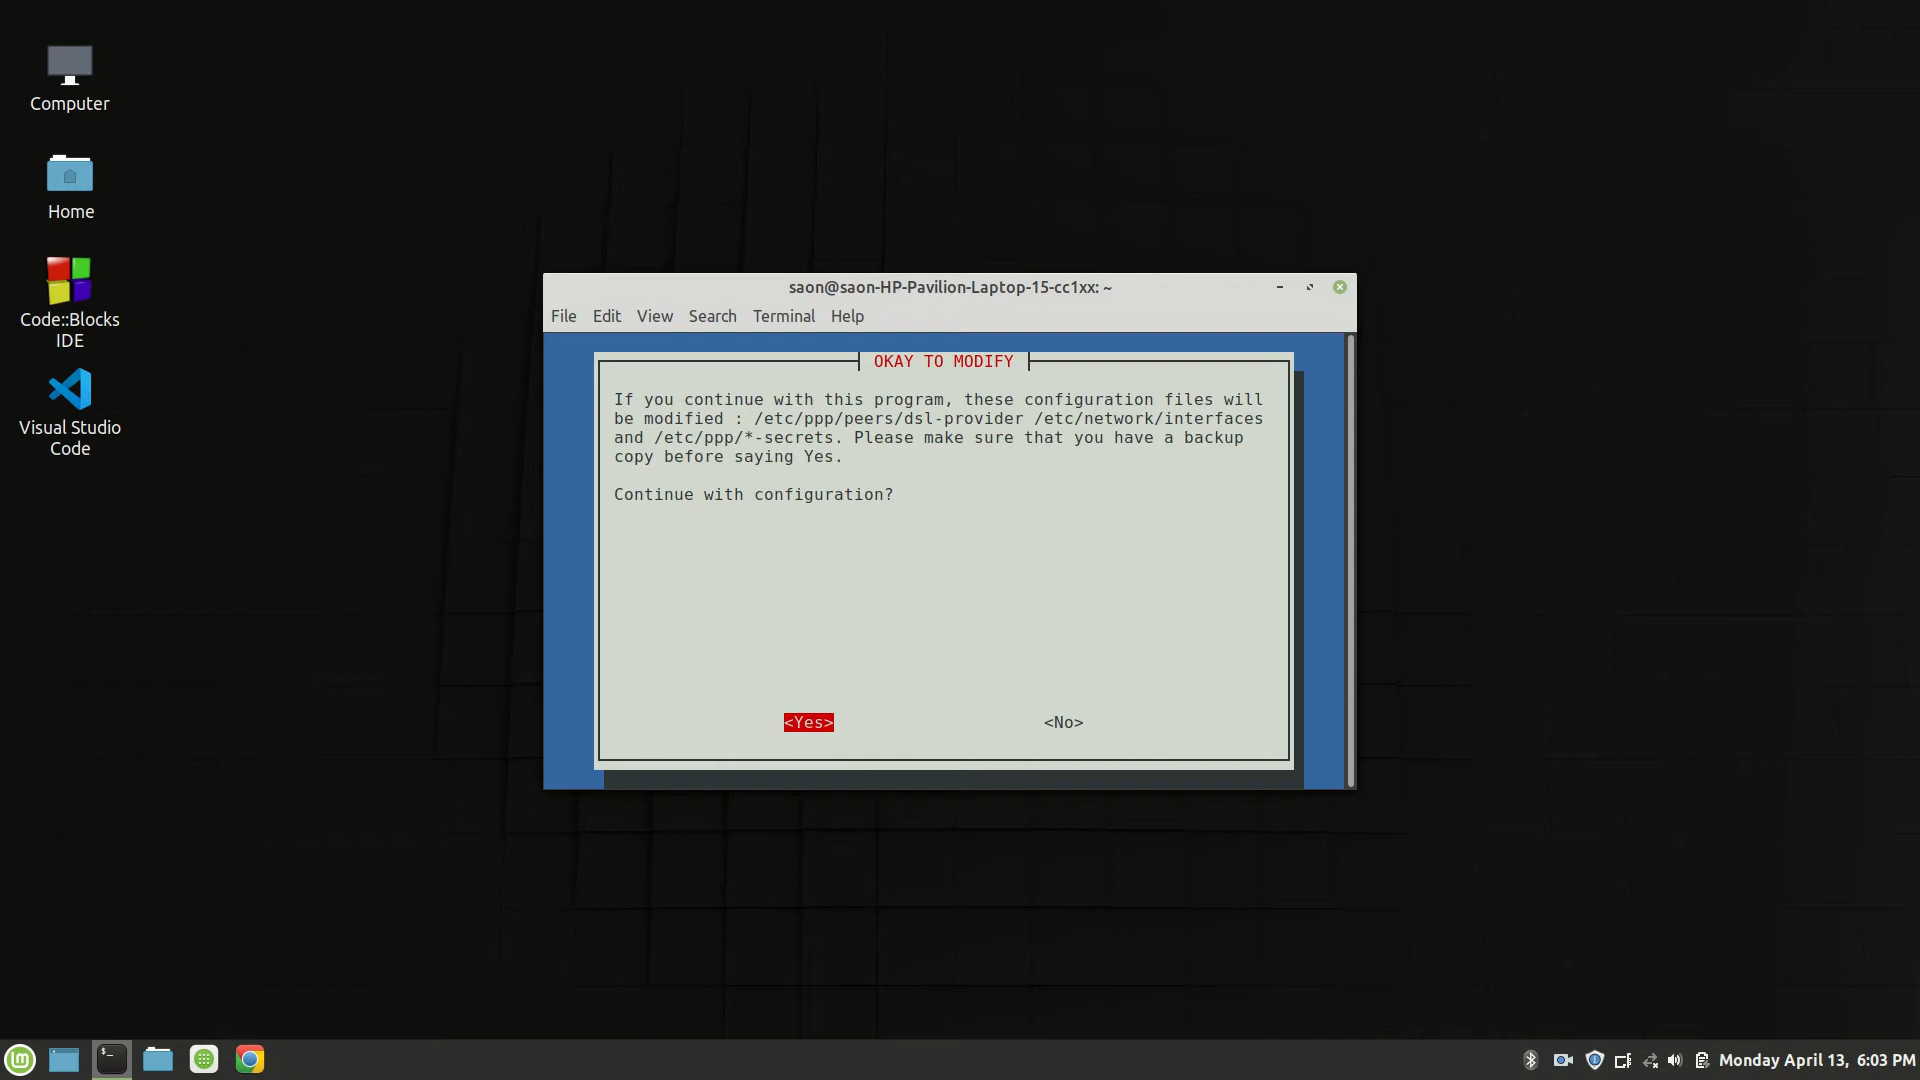 Computer
Home
Code::Blocks
IDE
Visual Studio
Code
saon@saon-HP-Pavilion-Laptop-15-cc1xx: ~
File Edit View Search Terminal Help
OKAY TO MODIFY
If you continue with this program, these configuration files will
be modified : /etc/ppp/peers/dsl-provider /etc/network/interfaces
and /etc/ppp/*-secrets. Please make sure that you have a backup
copy before saying Yes.
Continue with configuration?
<Yes> <No>
Monday April 13, 6:03 PM